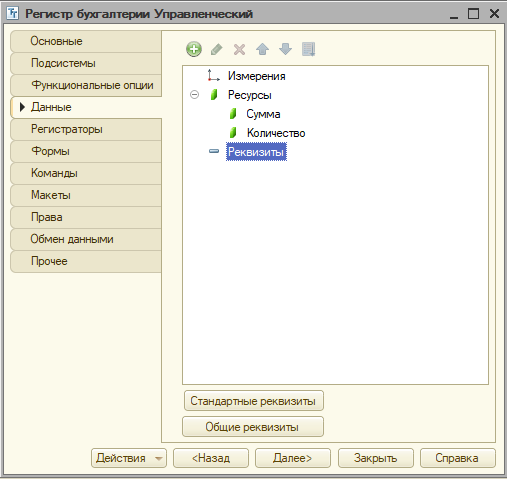 Регистр бухгалтерии Управленческий
Основные
Подсистемы
Функциональные опции
Данные
Регистраторы
Формы
Команды
Макеты
Права
Обмен данными
Прочее
Измерения
Ресурсы
Сумма
Количество
Реквизиты
Стандартные реквизиты
Общие реквизиты
Действия
<Назад
Далее>
Закрыть
Справка